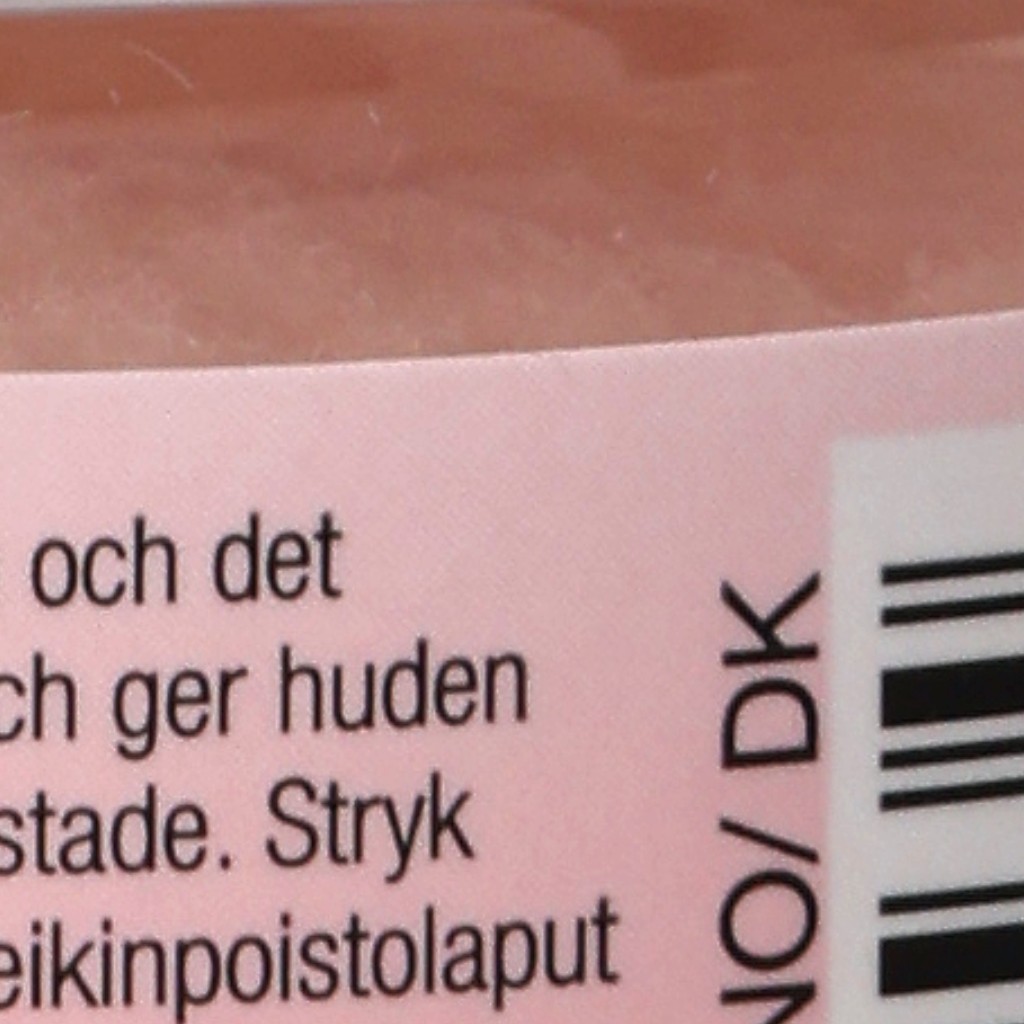 och det
ch ger huden
stade. Stryk
eikinpoistolaput
NO/ DK